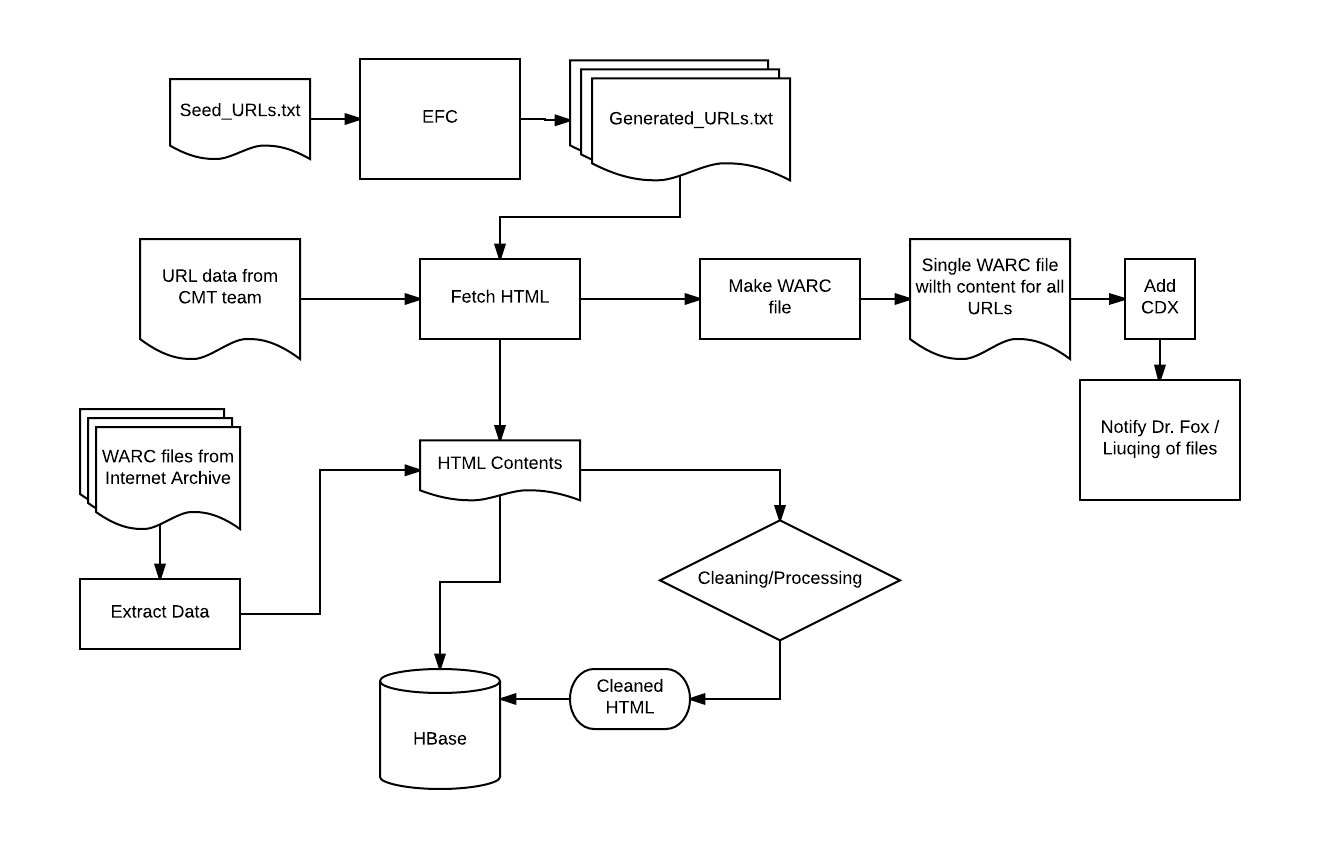 Seed_URLs.txt
EFC
Generated_URLs.txt
URL data from
CMT team
Fetch HTML
Make WARC
file
Single WARC file
wilth content for all
URLs
Add
CDX
Notify Dr. Fox /
Liuqing of files
WARC files from
Internet Archive
HTML Contents
Extract Data
Cleaning/Processing
Cleaned
HTML
HBase